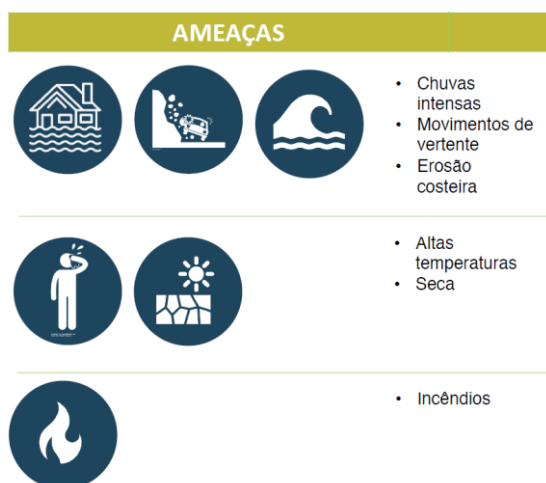 AMEAÇAS
• Chuvas
intensas
• Movimentos de
vertente
• Erosão
costeira
• Altas
temperaturas
• Seca
• Incêndios